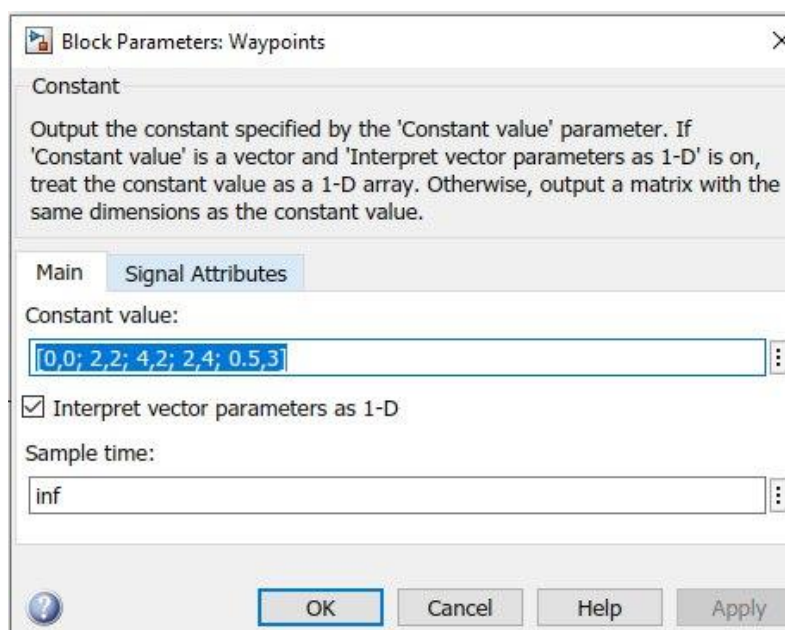 Block Parameters: Waypoints
Constant
Output the constant specified by the 'Constant value' parameter. If
'Constant value' is a vector and 'Interpret vector parameters as 1-D' is on,
treat the constant value as a 1-D array. Otherwise, output a matrix with the
same dimensions as the constant value.
Main Signal Attributes
Constant value:
[0,0; 2,2; 4,2; 2,4; 0.5,3]
Interpret vector parameters as 1-D
Sample time:
inf
OK Cancel Help Apply